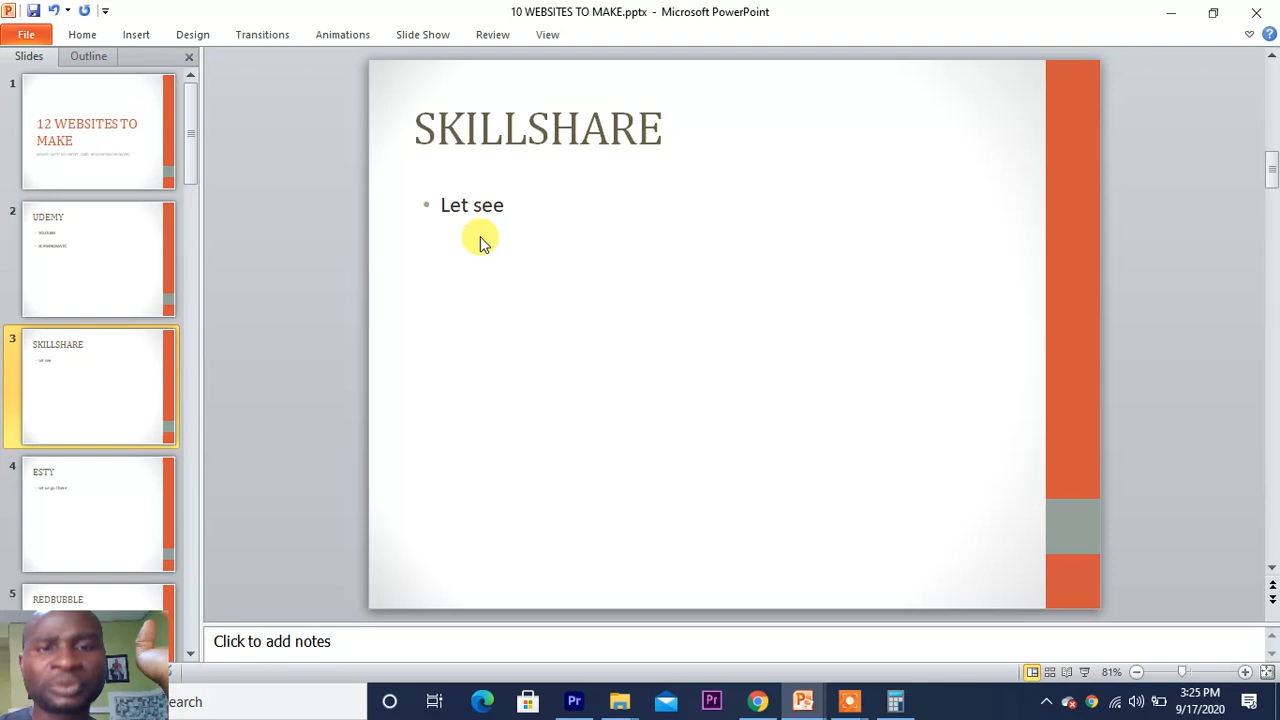 10 WEBSITES TO MAKE.pptx - Microsoft PowerPoint
File Home Insert Design Transitions Animations Slide Show Review View
Slides Outline
1
12 WEBSITES TO
MAKE
2
UDEMY
3
SKILLSHARE
Let see
4
ESTY
5
REDBUBBLE
SKILLSHARE
• Let see
Click to add notes
81%
earch
3:25 PM
9/17/2020